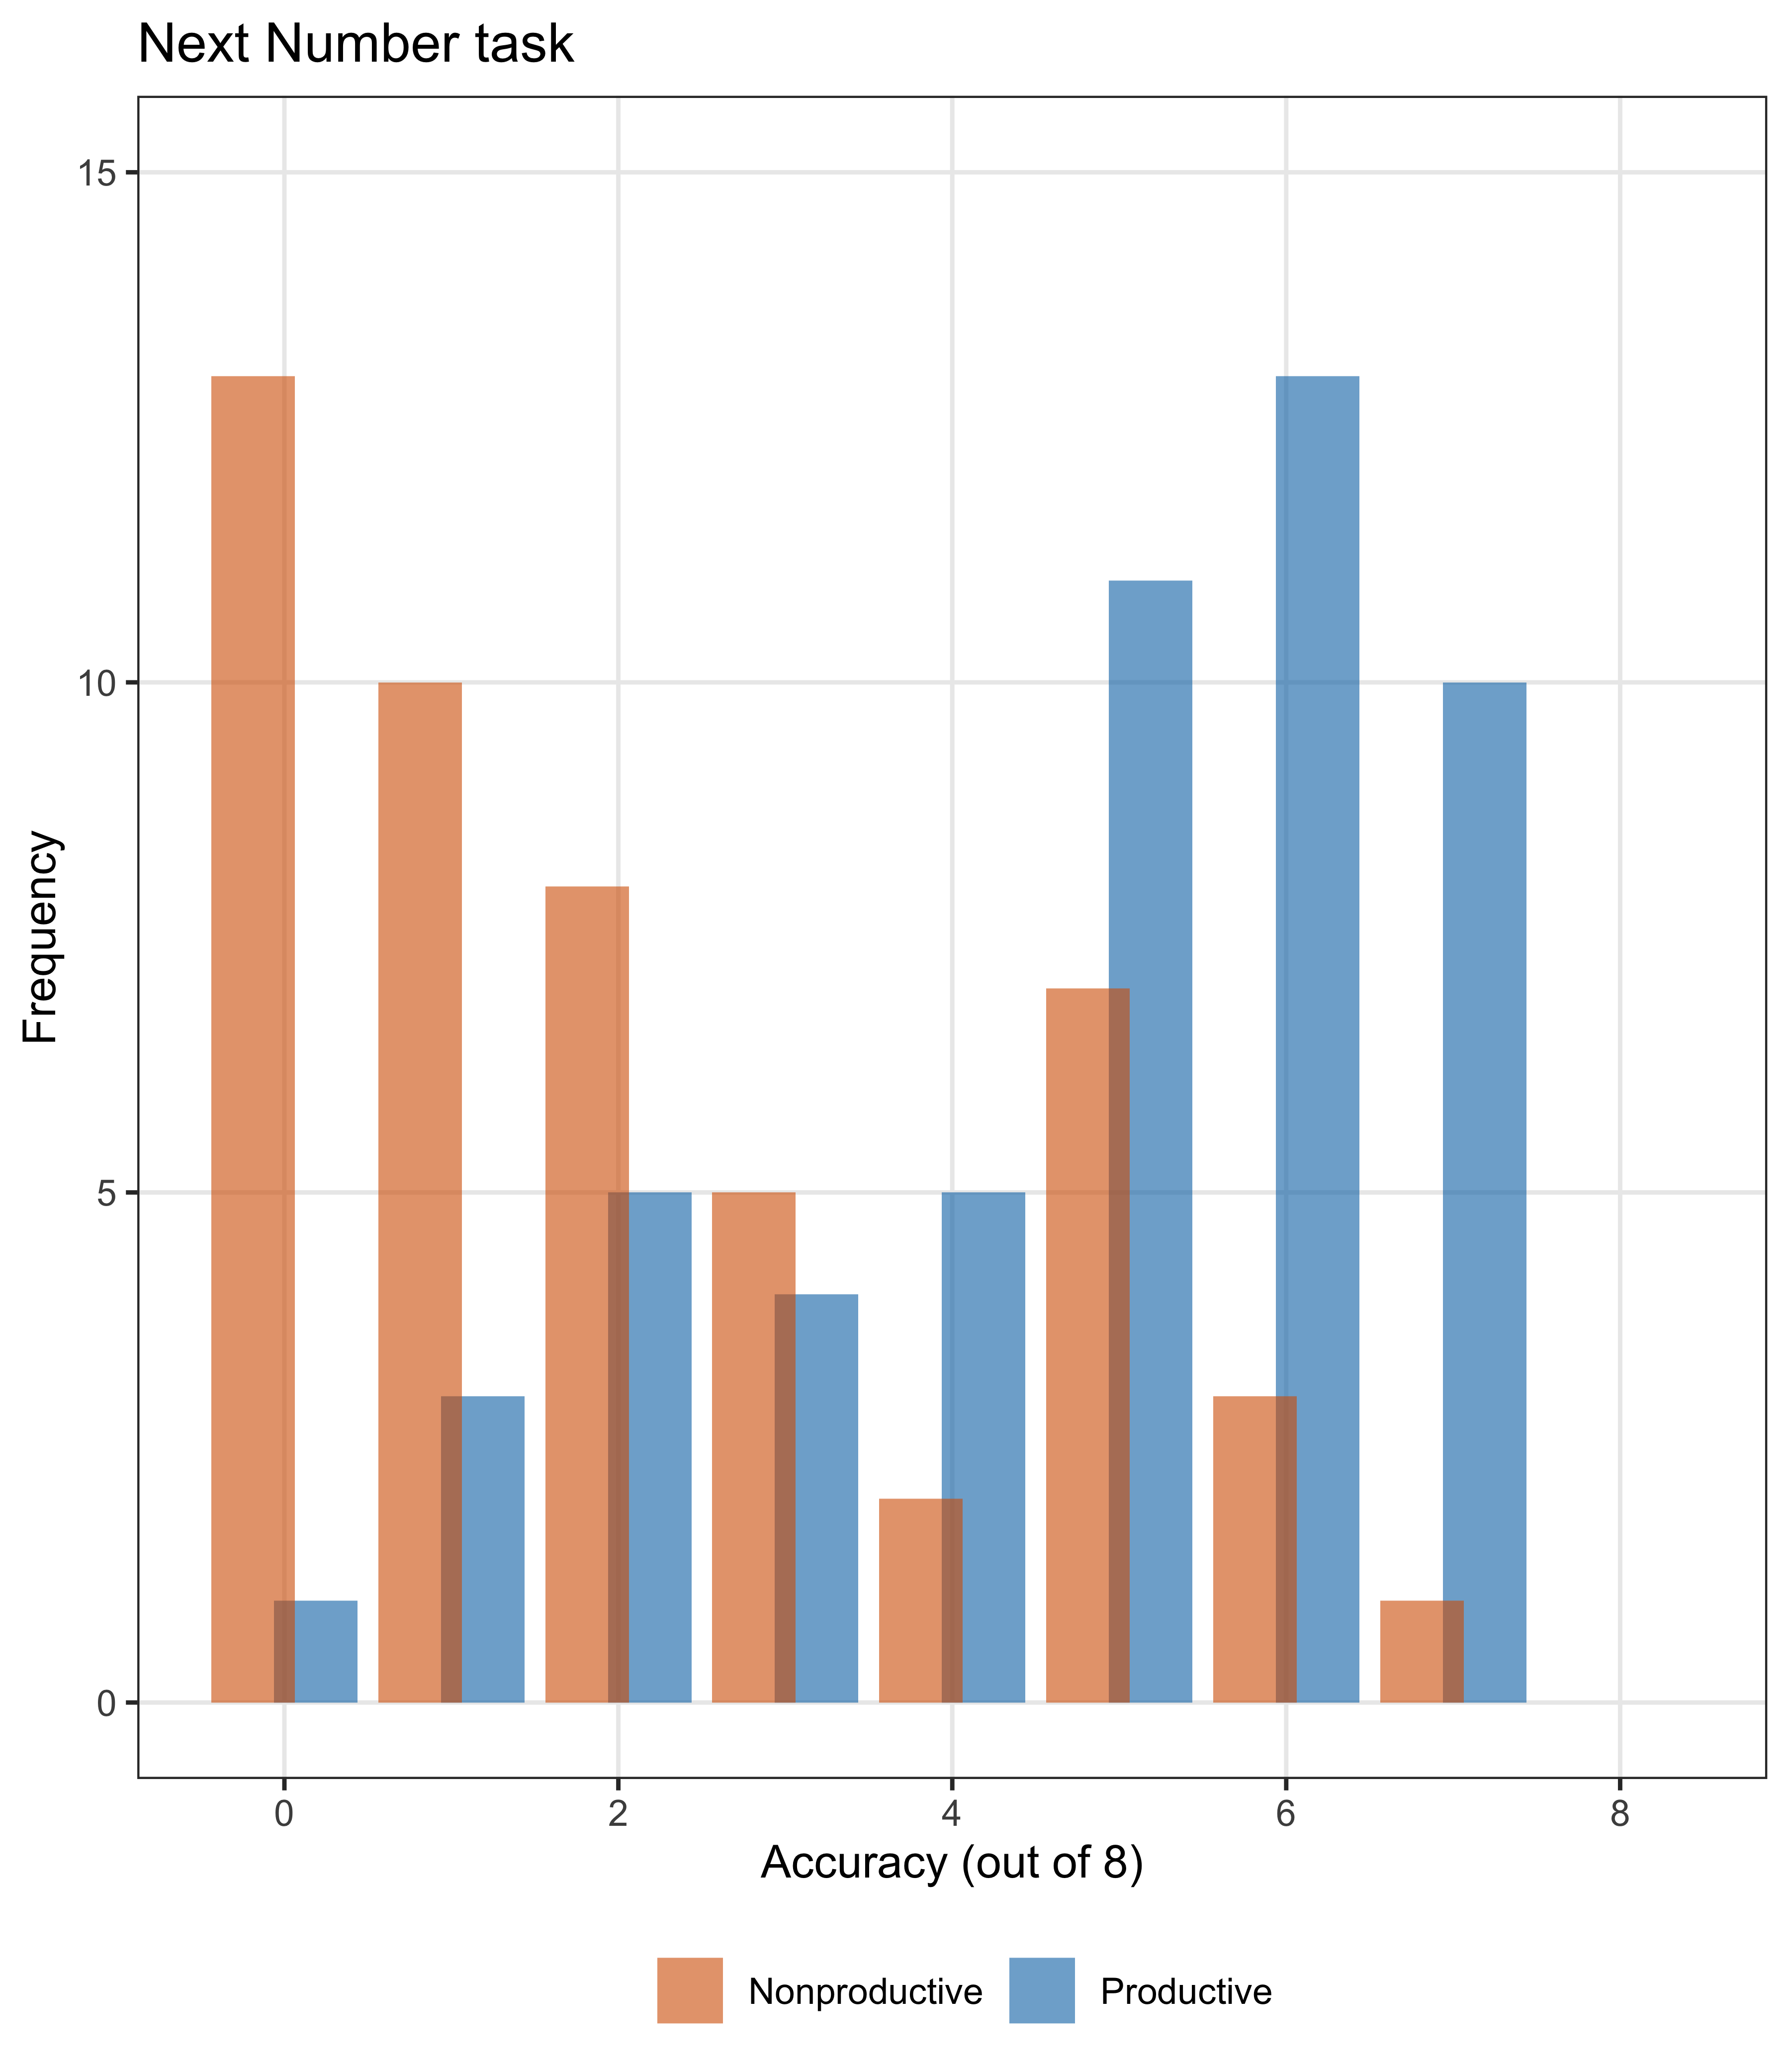 Next Number task
15
10
5
0
Frequency
0 2 4 6 8
Accuracy (out of 8)
Nonproductive Productive